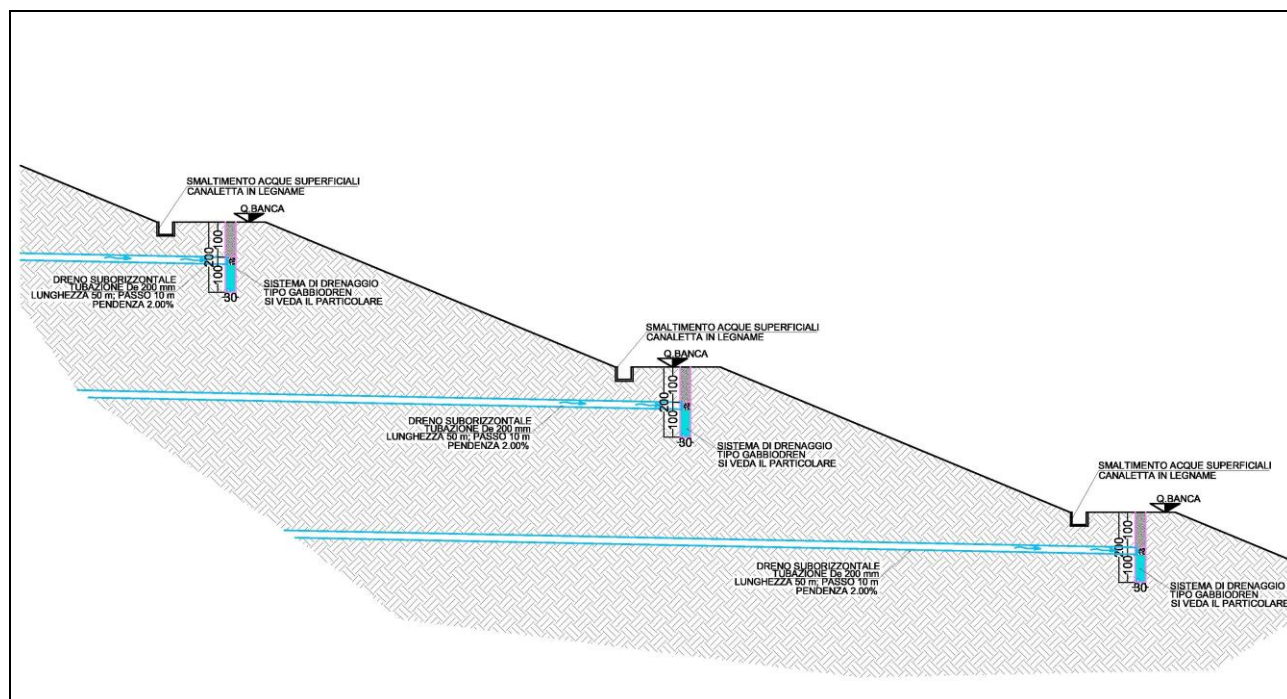 SMALTIMENTO ACQUE SUPERFICIALI
CANALETTA IN LEGNAME
Q.BANCA
100
200
100
30
DRENO SUBORIZZONTALE
TUBAZIONE De 200 mm
LUNGHEZZA 50 m; PASSO 10 m
PENDENZA 2.00%
SISTEMA DI DRENAGGIO
TIPO GABBIODREN
SI VEDA IL PARTICOLARE
SMALTIMENTO ACQUE SUPERFICIALI
CANALETTA IN LEGNAME
Q.BANCA
100
200
100
30
DRENO SUBORIZZONTALE
TUBAZIONE De 200 mm
LUNGHEZZA 50 m; PASSO 10 m
PENDENZA 2.00%
SISTEMA DI DRENAGGIO
TIPO GABBIODREN
SI VEDA IL PARTICOLARE
SMALTIMENTO ACQUE SUPERFICIALI
CANALETTA IN LEGNAME
Q.BANCA
100
200
100
30
DRENO SUBORIZZONTALE
TUBAZIONE De 200 mm
LUNGHEZZA 50 m; PASSO 10 m
PENDENZA 2.00%
SISTEMA DI DRENAGGIO
TIPO GABBIODREN
SI VEDA IL PARTICOLARE